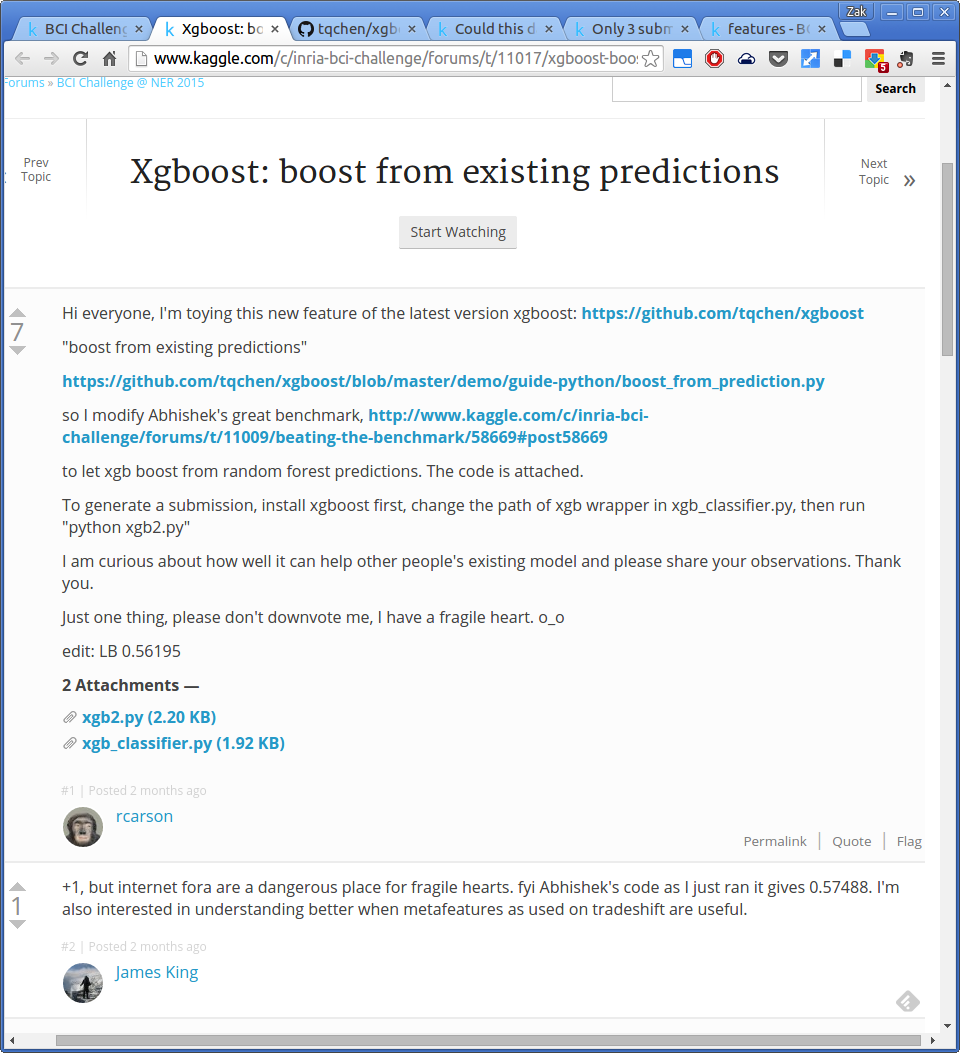 Zak
BCI Challeng
Xgboost: bo
tqchen/xgb
Could this d
Only 3 subm
features - BC
www.kaggle.com/c/inria-bci-challenge/forums/t/11017/xgboost-boos
5
Forums » BCI Challenge @ NER 2015
Search
Prev
Topic
Xgboost: boost from existing predictions
Next
Topic »
Start Watching
7
Hi everyone, I'm toying this new feature of the latest version xgboost: https://github.com/tqchen/xgboost
"boost from existing predictions"
https://github.com/tqchen/xgboost/blob/master/demo/guide-python/boost_from_prediction.py
so I modify Abhishek's great benchmark, http://www.kaggle.com/c/inria-bci-
challenge/forums/t/11009/beating-the-benchmark/58669#post58669
to let xgb boost from random forest predictions. The code is attached.
To generate a submission, install xgboost first, change the path of xgb wrapper in xgb_classifier.py, then run
"python xgb2.py"
I am curious about how well it can help other people's existing model and please share your observations. Thank
you.
Just one thing, please don't downvote me, I have a fragile heart. o_o
edit: LB 0.56195
2 Attachments —
xgb2.py (2.20 KB)
xgb_classifier.py (1.92 KB)
#1 | Posted 2 months ago
rcarson
Permalink | Quote | Flag
1
+1, but internet fora are a dangerous place for fragile hearts. fyi Abhishek's code as I just ran it gives 0.57488. I'm
also interested in understanding better when metafeatures as used on tradeshift are useful.
#2 | Posted 2 months ago
James King